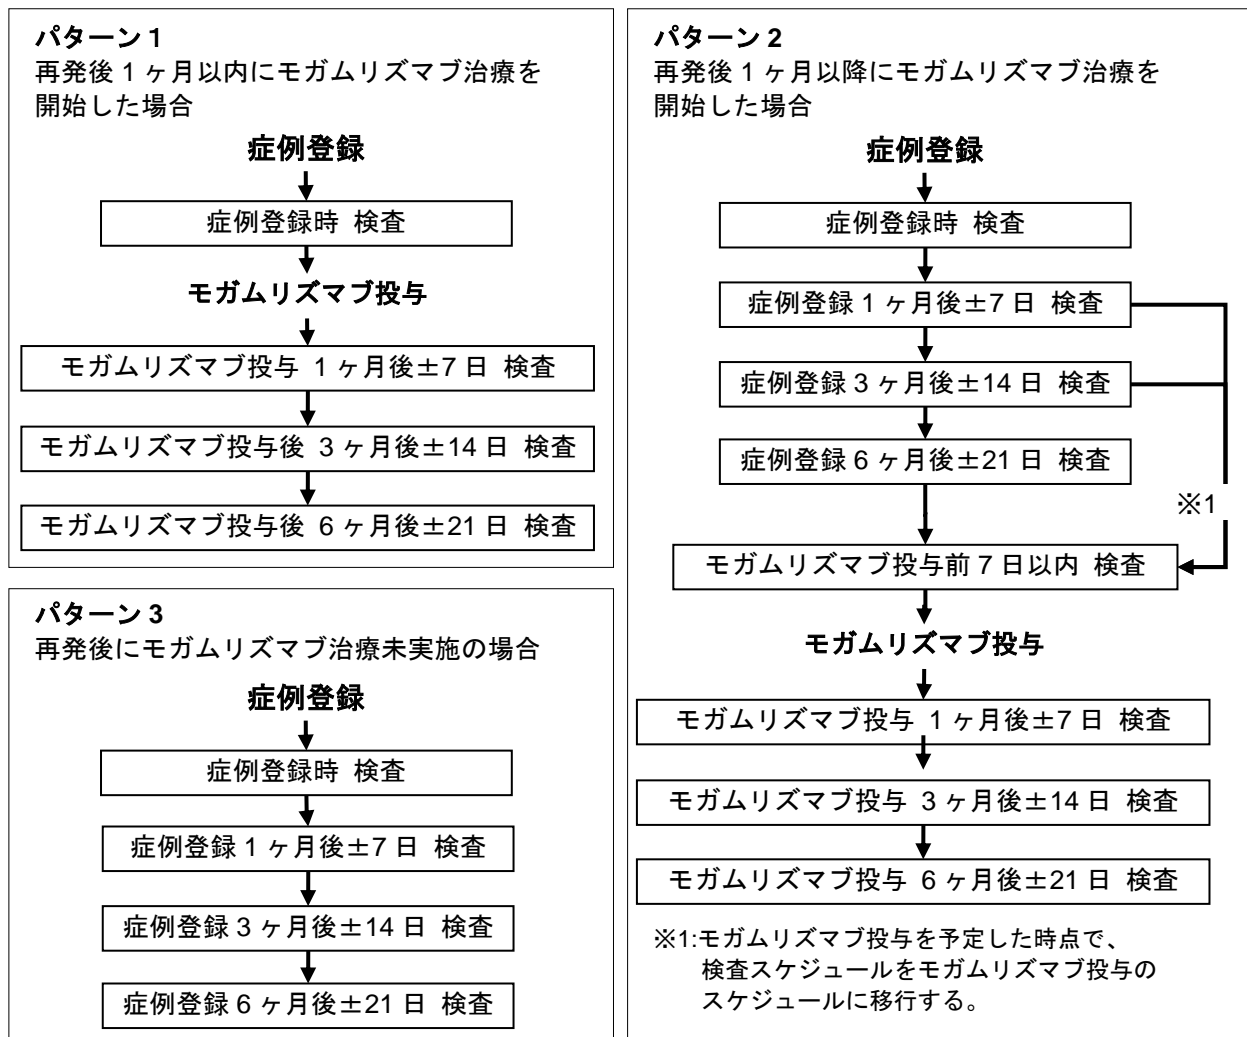 パターン 1
再発後 1 ヶ月以内にモガムリズマブ治療を
開始した場合
症例登録
症例登録時 検査
モガムリズマブ投与
モガムリズマブ投与 1 ヶ月後±7 日 検査
モガムリズマブ投与後 3 ヶ月後±14 日 検査
モガムリズマブ投与後 6 ヶ月後±21 日 検査
パターン 3
再発後にモガムリズマブ治療未実施の場合
症例登録
症例登録時 検査
症例登録 1 ヶ月後±7 日 検査
症例登録 3 ヶ月後±14 日 検査
症例登録 6 ヶ月後±21 日 検査
パターン 2
再発後 1 ヶ月以降にモガムリズマブ治療を
開始した場合
症例登録
症例登録時 検査
症例登録 1 ヶ月後±7 日 検査
症例登録 3 ヶ月後±14 日 検査
症例登録 6 ヶ月後±21 日 検査
※1
モガムリズマブ投与前 7 日以内 検査
モガムリズマブ投与
モガムリズマブ投与 1 ヶ月後±7 日 検査
モガムリズマブ投与 3 ヶ月後±14 日 検査
モガムリズマブ投与 6 ヶ月後±21 日 検査
※1:モガムリズマブ投与を予定した時点で、
検査スケジュールをモガムリズマブ投与の
スケジュールに移行する。